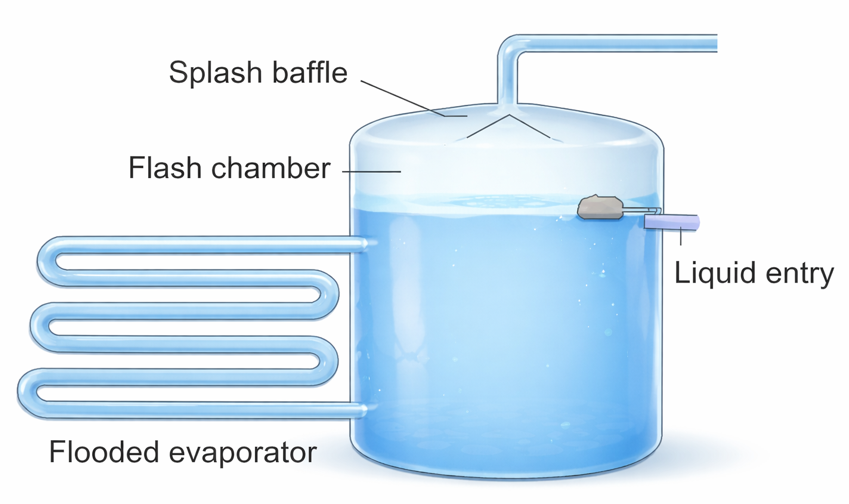 Splash baffle
Flash chamber
Liquid entry
Flooded evaporator